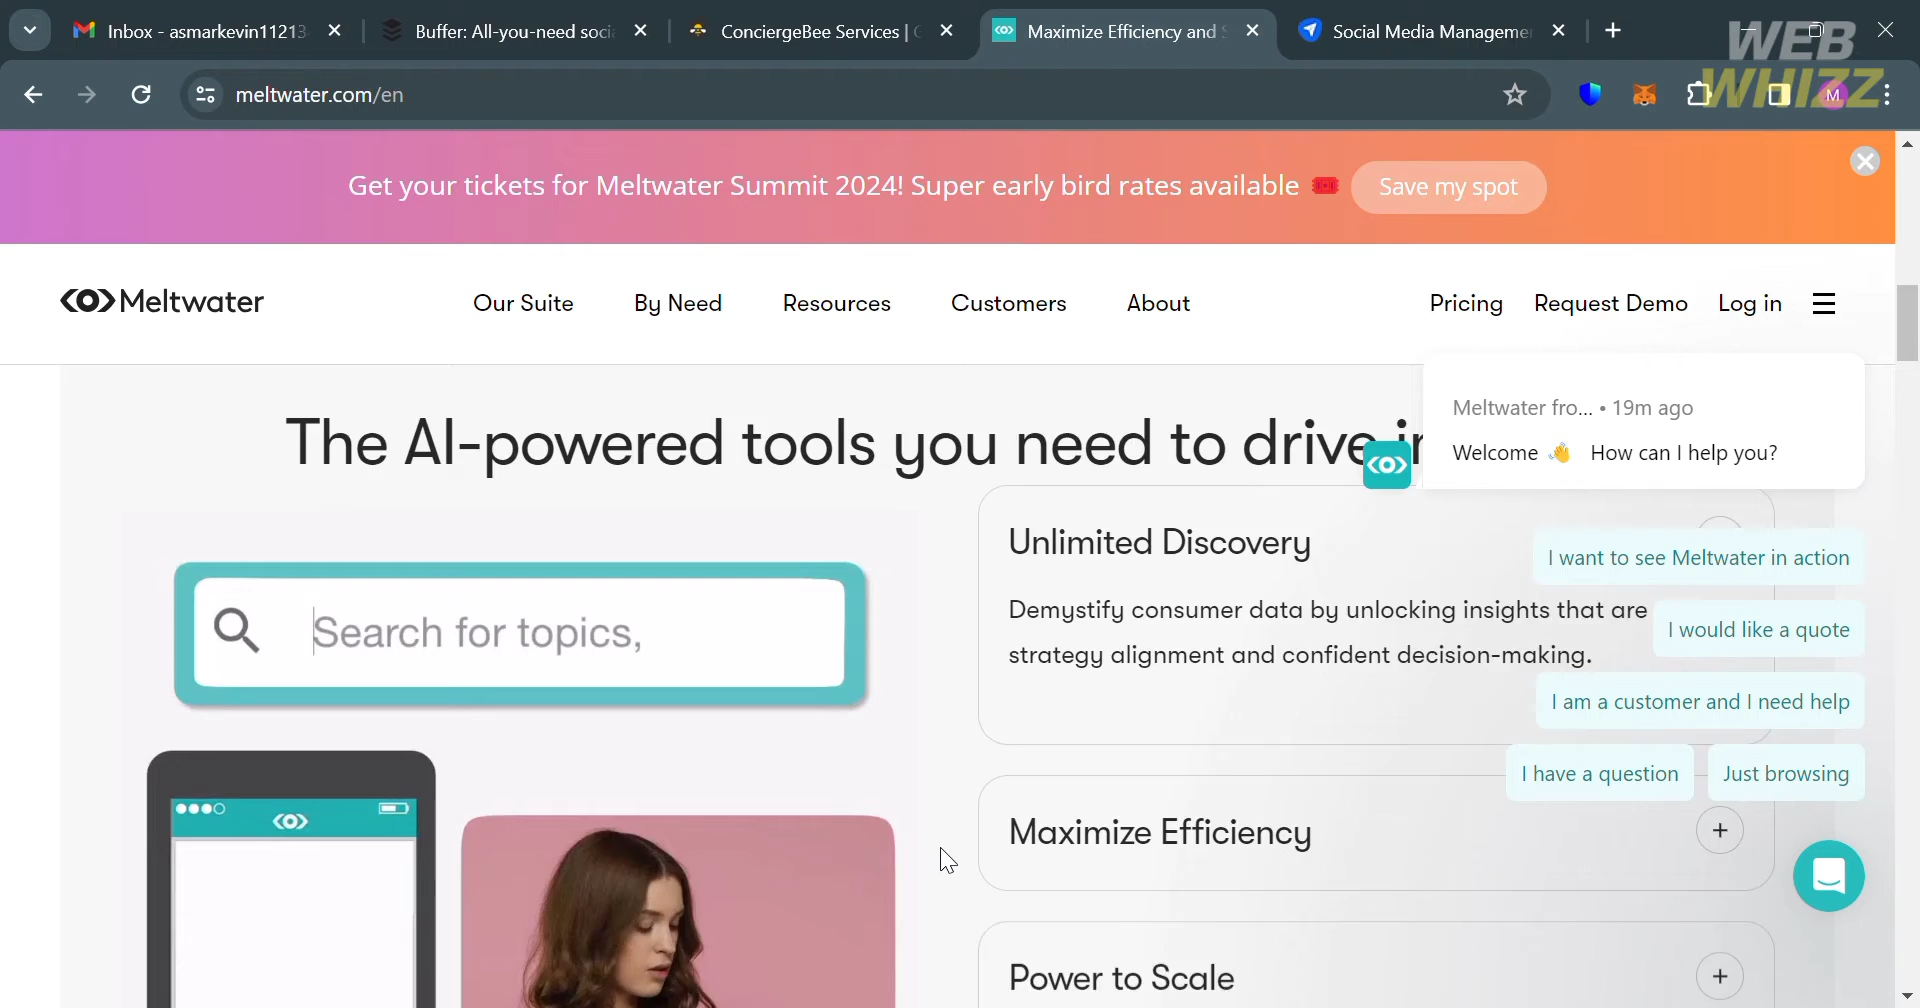 Inbox - asmarkevin11213
Buffer: All-you-need soci
ConciergeBee Services |
Maximize Efficiency and S
Social Media Manageme
WEB
WHIZZ
meltwater.com/en
M
Get your tickets for Meltwater Summit 2024! Super early bird rates available
Save my spot
Meltwater
Our Suite
By Need
Resources
Customers
About
Pricing
Request Demo
Log in
The AI-powered tools you need to drive
Meltwater fro... • 19m ago
Welcome 👋 How can I help you?
Unlimited Discovery
Demystify consumer data by unlocking insights that are
strategy alignment and confident decision-making.
I want to see Meltwater in action
I would like a quote
I am a customer and I need help
I have a question
Just browsing
Search for topics,
Maximize Efficiency
Power to Scale